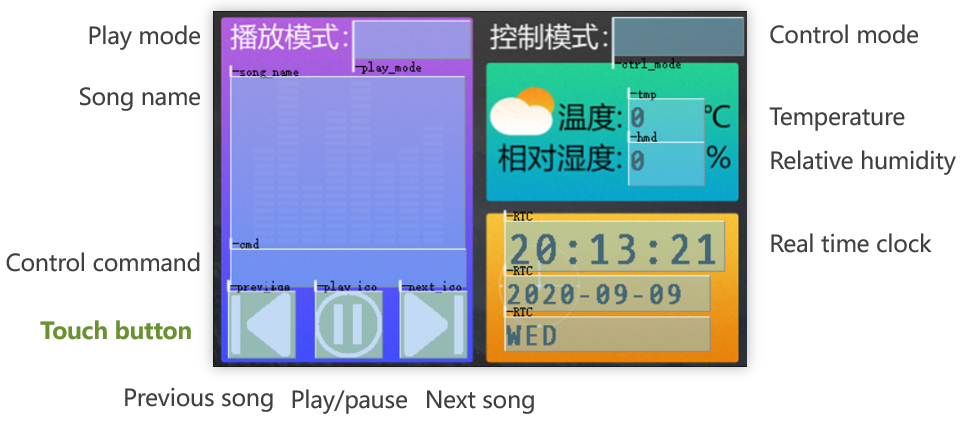 Play mode
播放模式:
控制模式:
Control mode
song_name
play_mode
ctrl_mode
Song name
tmp
温度: 0 ℃
Temperature
hmd
相对湿度: 0 %
Relative humidity
RTC
20:13:21
Real time clock
cmd
Control command
RTC
2020-09-09
play_ico
next_ico
RTC
WED
Touch button
Previous song Play/pause Next song